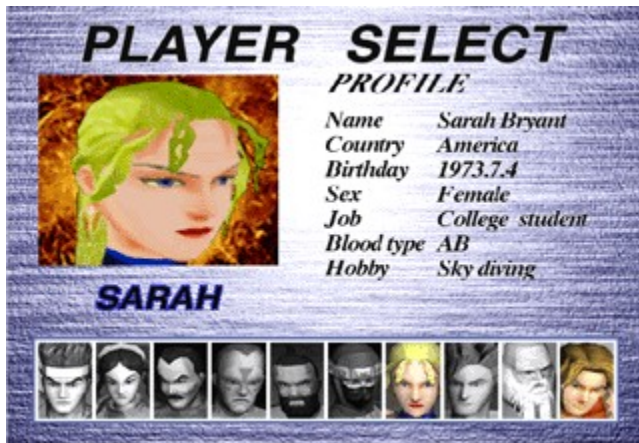 PLAYER SELECT
PROFILE
Name Sarah Bryant
Country America
Birthday 1973.7.4
Sex Female
Job College student
Blood type AB
Hobby Sky diving
SARAH